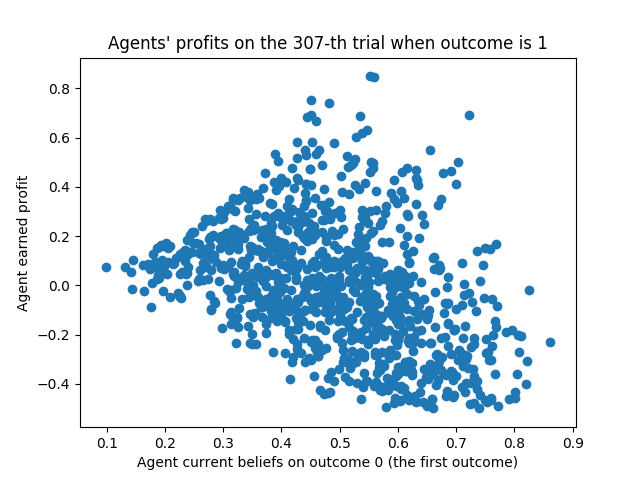 Agents' profits on the 307-th trial when outcome is 1
Agent earned profit
0.8
0.6
0.4
0.2
0.0
−0.2
−0.4
0.1 0.2 0.3 0.4 0.5 0.6 0.7 0.8 0.9
Agent current beliefs on outcome 0 (the first outcome)